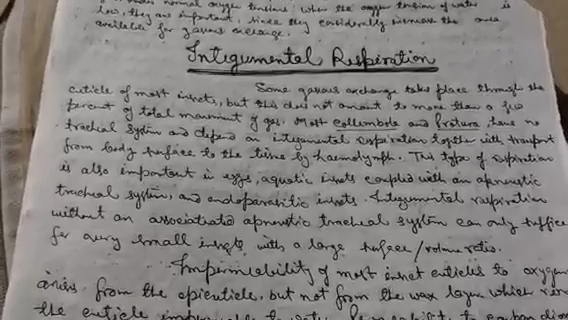 under normal oxygen tensions. When the oxygen tension of water is
low, they are important, since they considerably increase the area
available for gaseous exchange.
Integumental Respiration
Some gaseous exchange takes place through the
cuticle of most insects, but this does not amount to more than a few
percent of total movement of gas. Most collembola and Protura have no
tracheal system and depend on integumental respiration together with transport
from body surface to the tissue by haemolymph. This type of respiration
is also important in eggs, aquatic insects coupled with an apneustic
tracheal system, and endoparasitic insects. Integumental respiration
without an associated apneustic tracheal system can only suffice
for very small insects with a large surface/volume ratio.
Impermeability of most insect cuticles to oxygen
arises from the epicuticle, but not from the wax layer which
the cuticle to